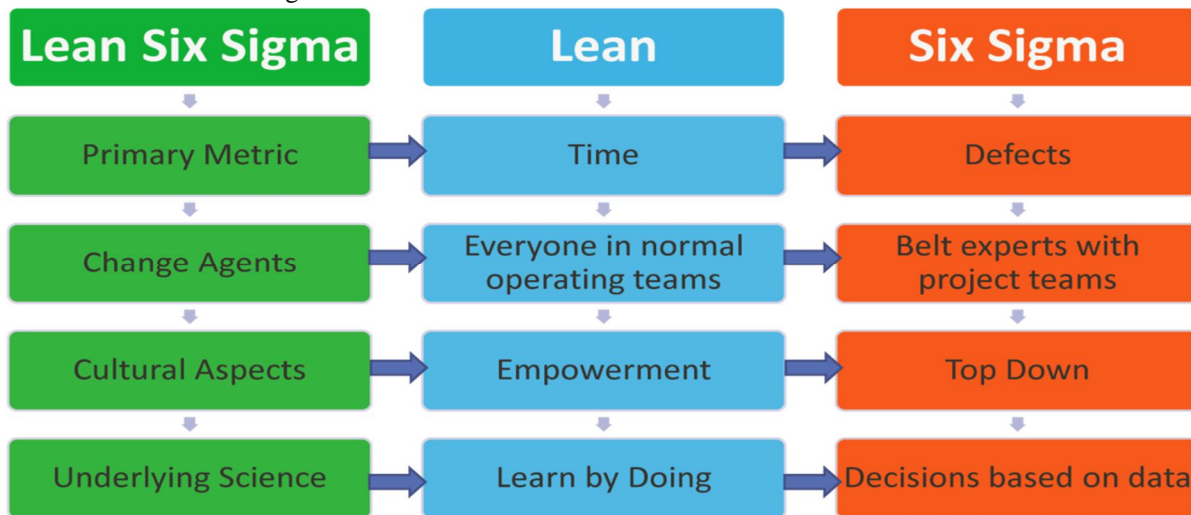 Lean Six Sigma
Lean
Six Sigma
Primary Metric
Time
Defects
Change Agents
Everyone in normal
operating teams
Belt experts with
project teams
Cultural Aspects
Empowerment
Top Down
Underlying Science
Learn by Doing
Decisions based on data